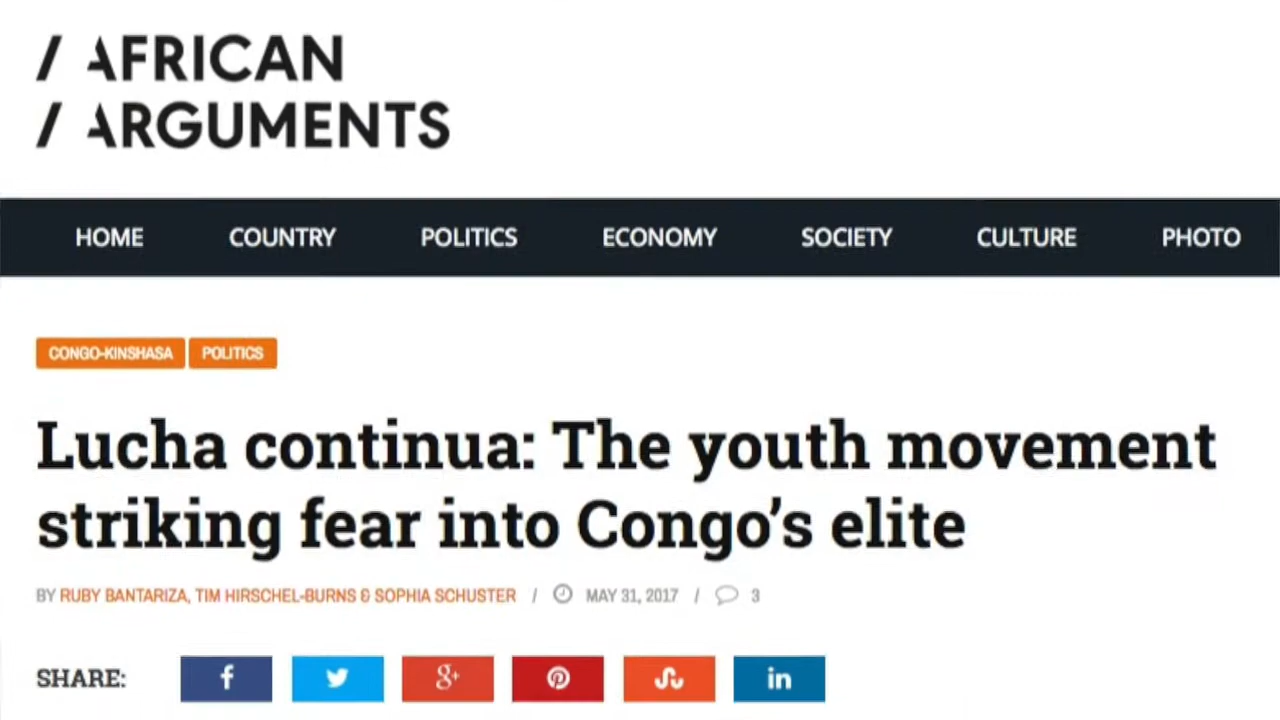 / AFRICAN
/ ARGUMENTS
HOME COUNTRY POLITICS ECONOMY SOCIETY CULTURE PHOTO
CONGO-KINSHASA POLITICS
Lucha continua: The youth movement
striking fear into Congo’s elite
BY RUBY BANTARIZA, TIM HIRSCHEL-BURNS & SOPHIA SCHUSTER / MAY 31, 2017 / 3
SHARE: f g+ in